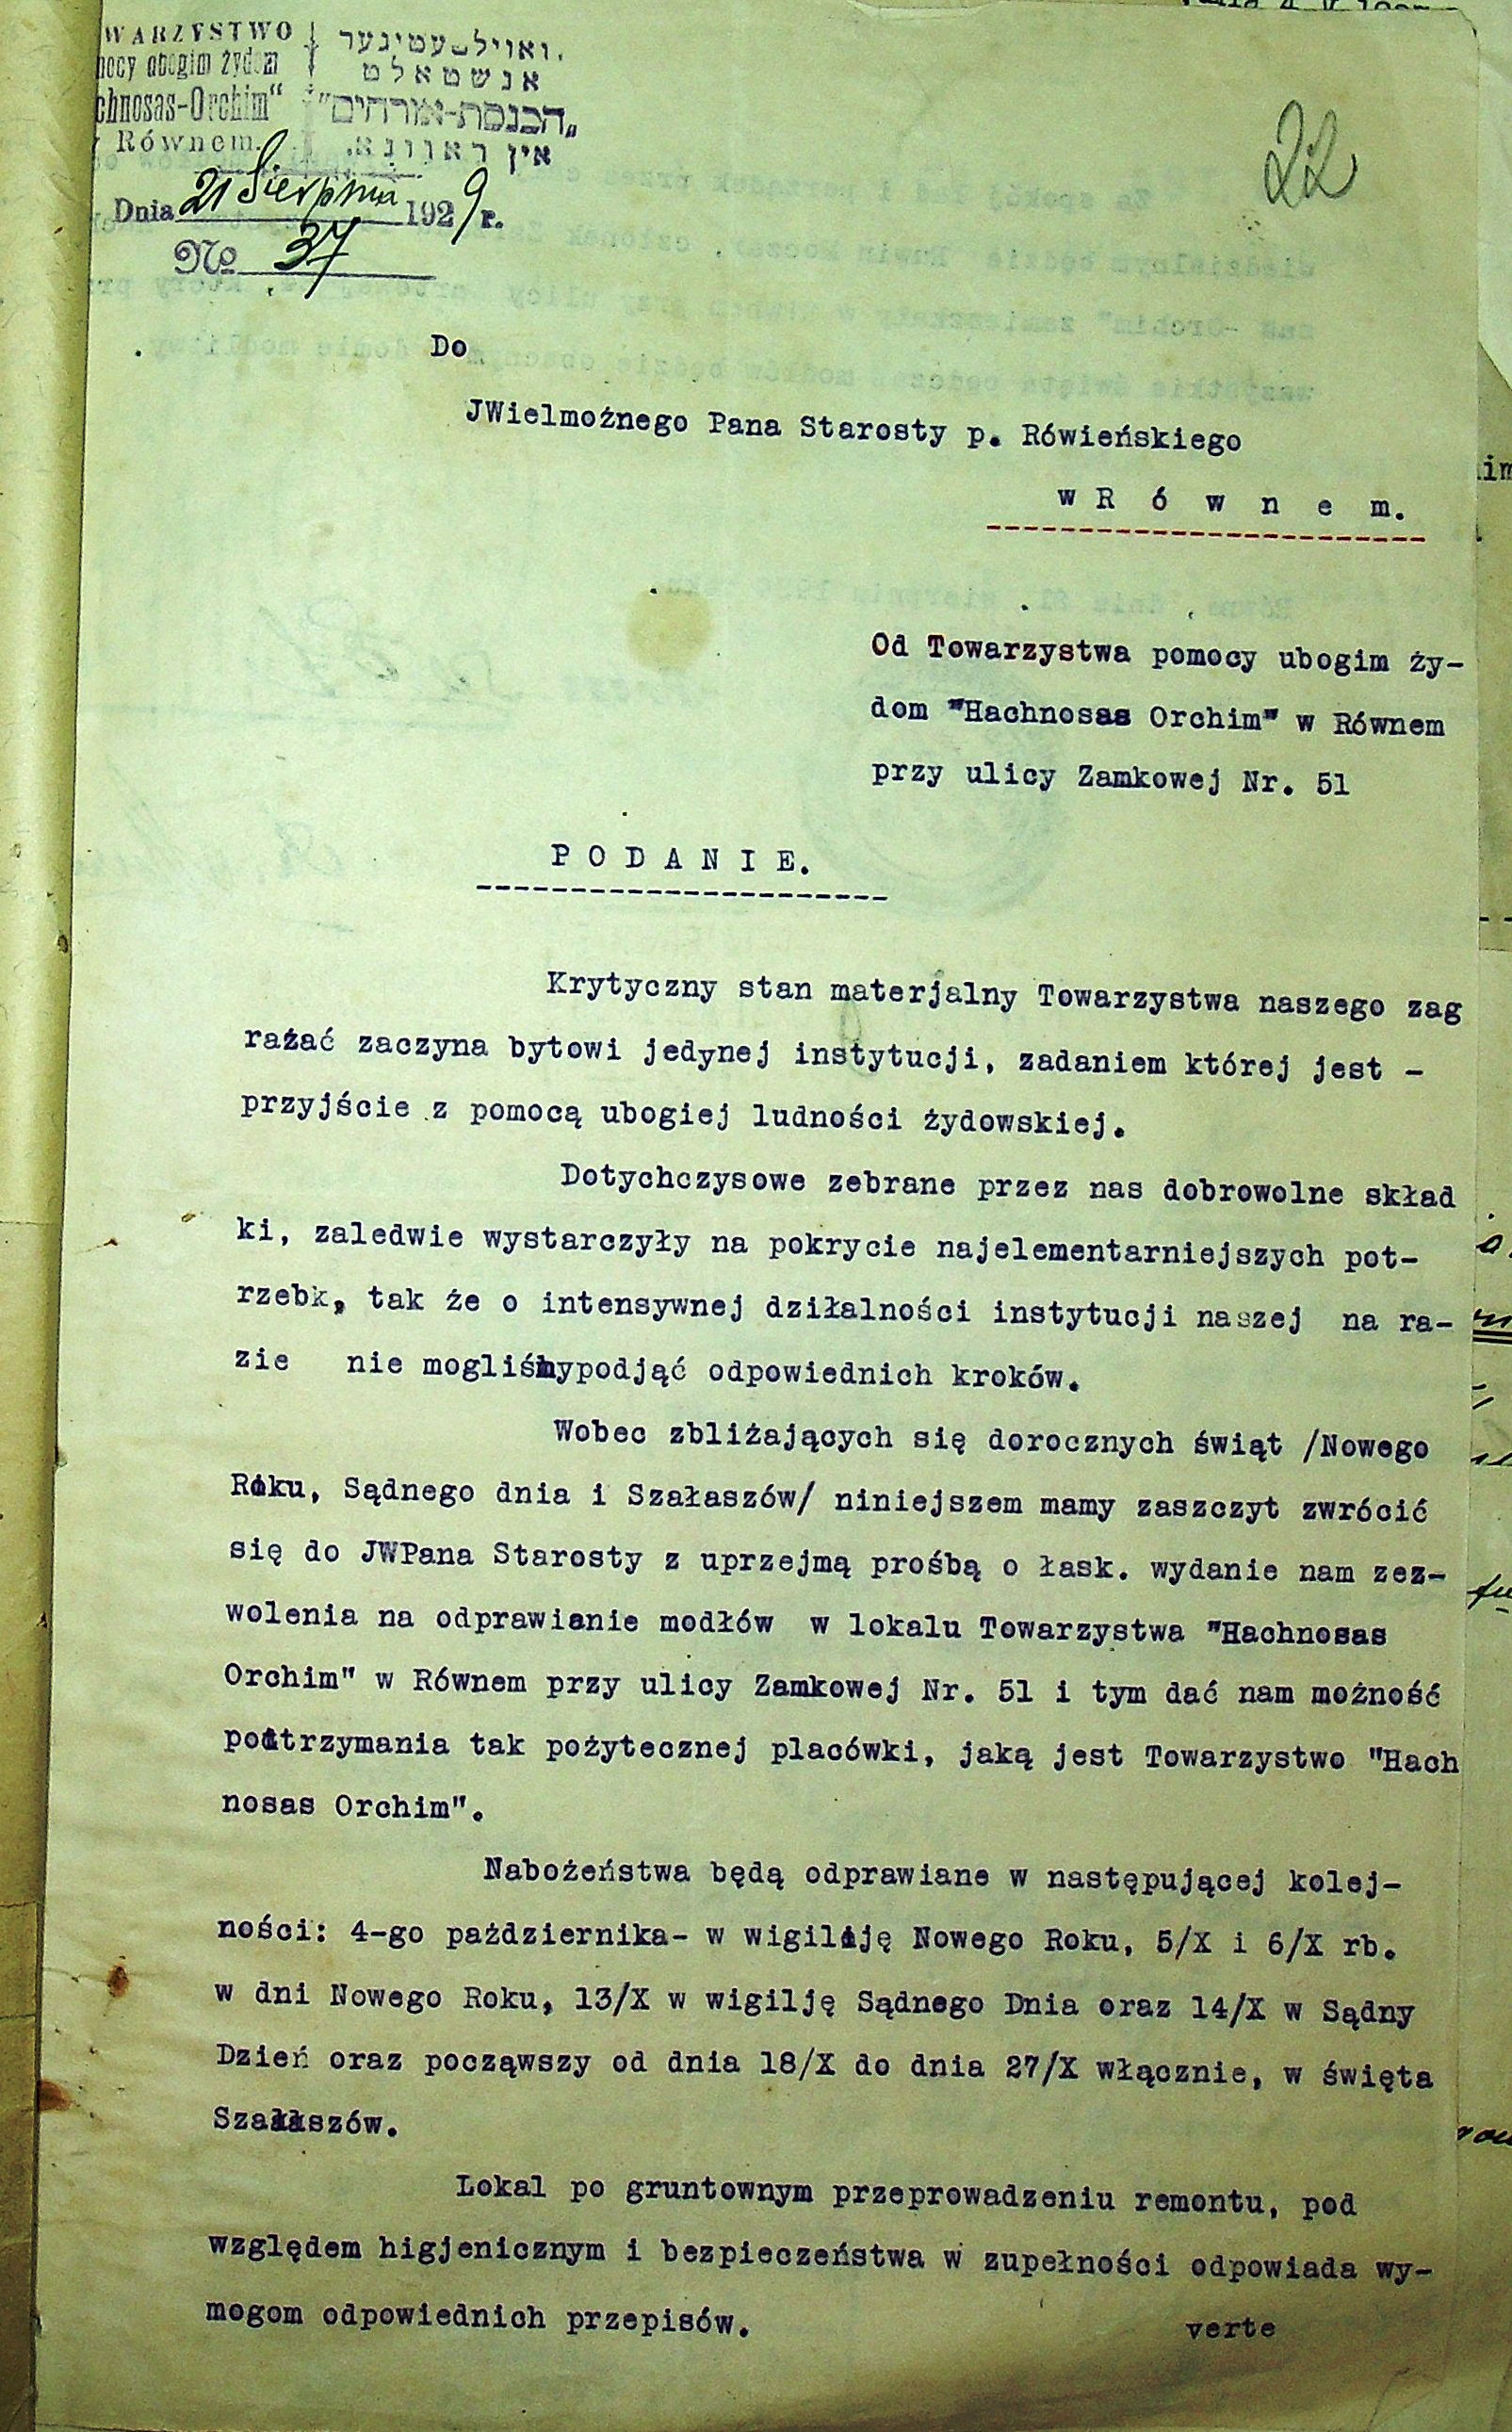 WARZYSTWO
ocy ubogim żydom
chnosas-Orchim"
Równem.
וואוילטעטיגער
אנשטאלט
„הכנסת-אורחים"
אין ראוונא.
Dnia 21 Sierpnia 1929 r.
№ 37
22
Do
JWielmożnego Pana Starosty p. Rówieńskiego
w R ó w n e m.
Od Towarzystwa pomocy ubogim ży-
dom "Hachnosas Orchim" w Równem
przy ulicy Zamkowej Nr. 51
P O D A N I E.
Krytyczny stan materjalny Towarzystwa naszego zag
rażać zaczyna bytowi jedynej instytucji, zadaniem której jest -
przyjście z pomocą ubogiej ludności żydowskiej.
Dotychczysowe zebrane przez nas dobrowolne skład
ki, zaledwie wystarczyły na pokrycie najelementarniejszych pot-
rzebk, tak że o intensywnej dziłalności instytucji naszej na ra-
zie nie mogliśmypodjąć odpowiednich kroków.
Wobec zbliżających się dorocznych świąt /Nowego
Roku, Sądnego dnia i Szałaszów/ niniejszem mamy zaszczyt zwrócić
się do JWPana Starosty z uprzejmą prośbą o łask. wydanie nam zez-
wolenia na odprawianie modłów w lokalu Towarzystwa "Hachnosas
Orchim" w Równem przy ulicy Zamkowej Nr. 51 i tym dać nam możność
podtrzymania tak pożytecznej placówki, jaką jest Towarzystwo "Hach
nosas Orchim".
Nabożeństwa będą odprawiane w następującej kolej-
ności: 4-go października- w wigilję Nowego Roku, 5/X i 6/X rb.
w dni Nowego Roku, 13/X w wigilję Sądnego Dnia oraz 14/X w Sądny
Dzień oraz począwszy od dnia 18/X do dnia 27/X włącznie, w święta
Szałaszów.
Lokal po gruntownym przeprowadzeniu remontu, pod
względem higjenicznym i bezpieczeństwa w zupełności odpowiada wy-
mogom odpowiednich przepisów.
verte